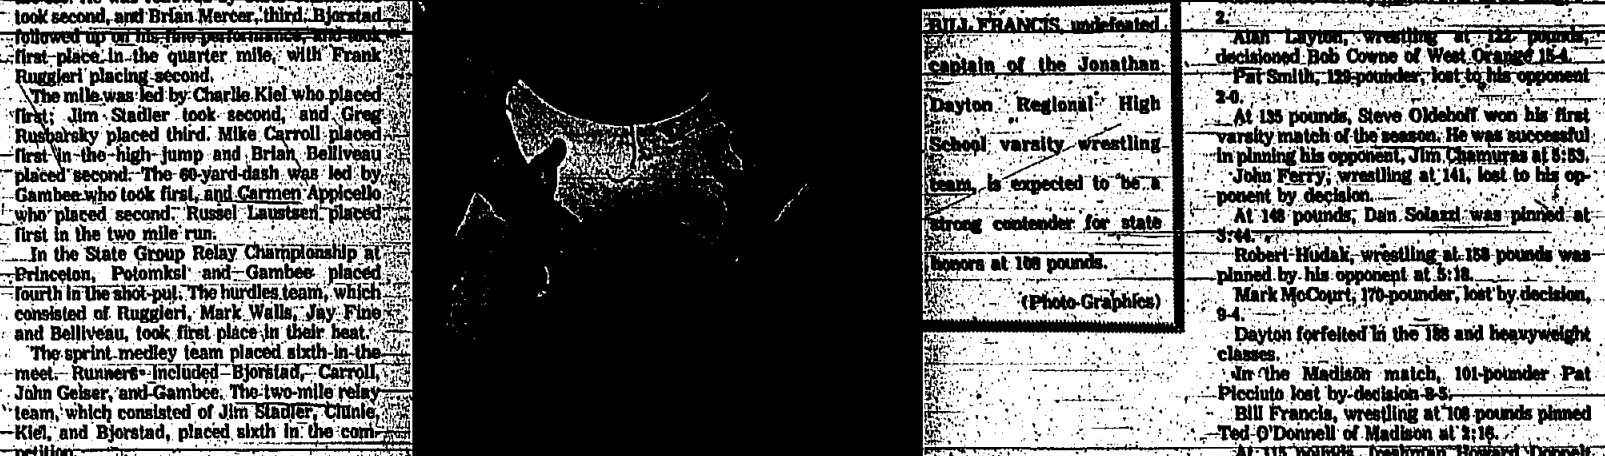 took second, and Brian Mercer, third. Bjorstad
followed up on his fine performance, and took
first place in the quarter mile, with Frank
Ruggieri placing second.
The mile was led by Charlie Kiel who placed
first; Jim Stadler took second, and Greg
Rusbarsky placed third. Mike Carroll placed
first in the high jump and Brian Belliveau
placed second. The 60-yard-dash was led by
Gambee who took first, and Carmen Appicello
who placed second. Russel Laustsen placed
first in the two mile run.
In the State Group Relay Championship at
Princeton, Potomksi and Gambee placed
fourth in the shot-put. The hurdles team, which
consisted of Ruggieri, Mark Walls, Jay Fine
and Belliveau, took first place in their heat.
The sprint medley team placed sixth in the
meet. Runners included Bjorstad, Carroll,
John Geiser, and Gambee. The two-mile relay
team, which consisted of Jim Stadler, Clunie,
Kiel, and Bjorstad, placed sixth in the com-
petition.
BILL FRANCIS, undefeated
captain of the Jonathan
Dayton Regional High
School varsity wrestling
team, is expected to be a
strong contender for state
honors at 108 pounds.
(Photo-Graphics)
2.
Alan Layton, wrestling at 122 pounds,
decisioned Bob Cowne of West Orange 15-4.
Pat Smith, 129-pounder, lost to his opponent
2-0.
At 135 pounds, Steve Oldehoff won his first
varsity match of the season. He was successful
in pinning his opponent, Jim Chamuras at 5:53.
John Ferry, wrestling at 141, lost to his op-
ponent by decision.
At 148 pounds, Dan Solazzi was pinned at
3:44.
Robert Hudak, wrestling at 158 pounds was
pinned by his opponent at 5:18.
Mark McCourt, 170-pounder, lost by decision,
9-4.
Dayton forfeited in the 188 and heavyweight
classes.
In the Madison match, 101-pounder Pat
Picciuto lost by decision 8-5.
Bill Francis, wrestling at 108 pounds pinned
Ted O'Donnell of Madison at 2:16.
At 115 pounds, freshman Howard